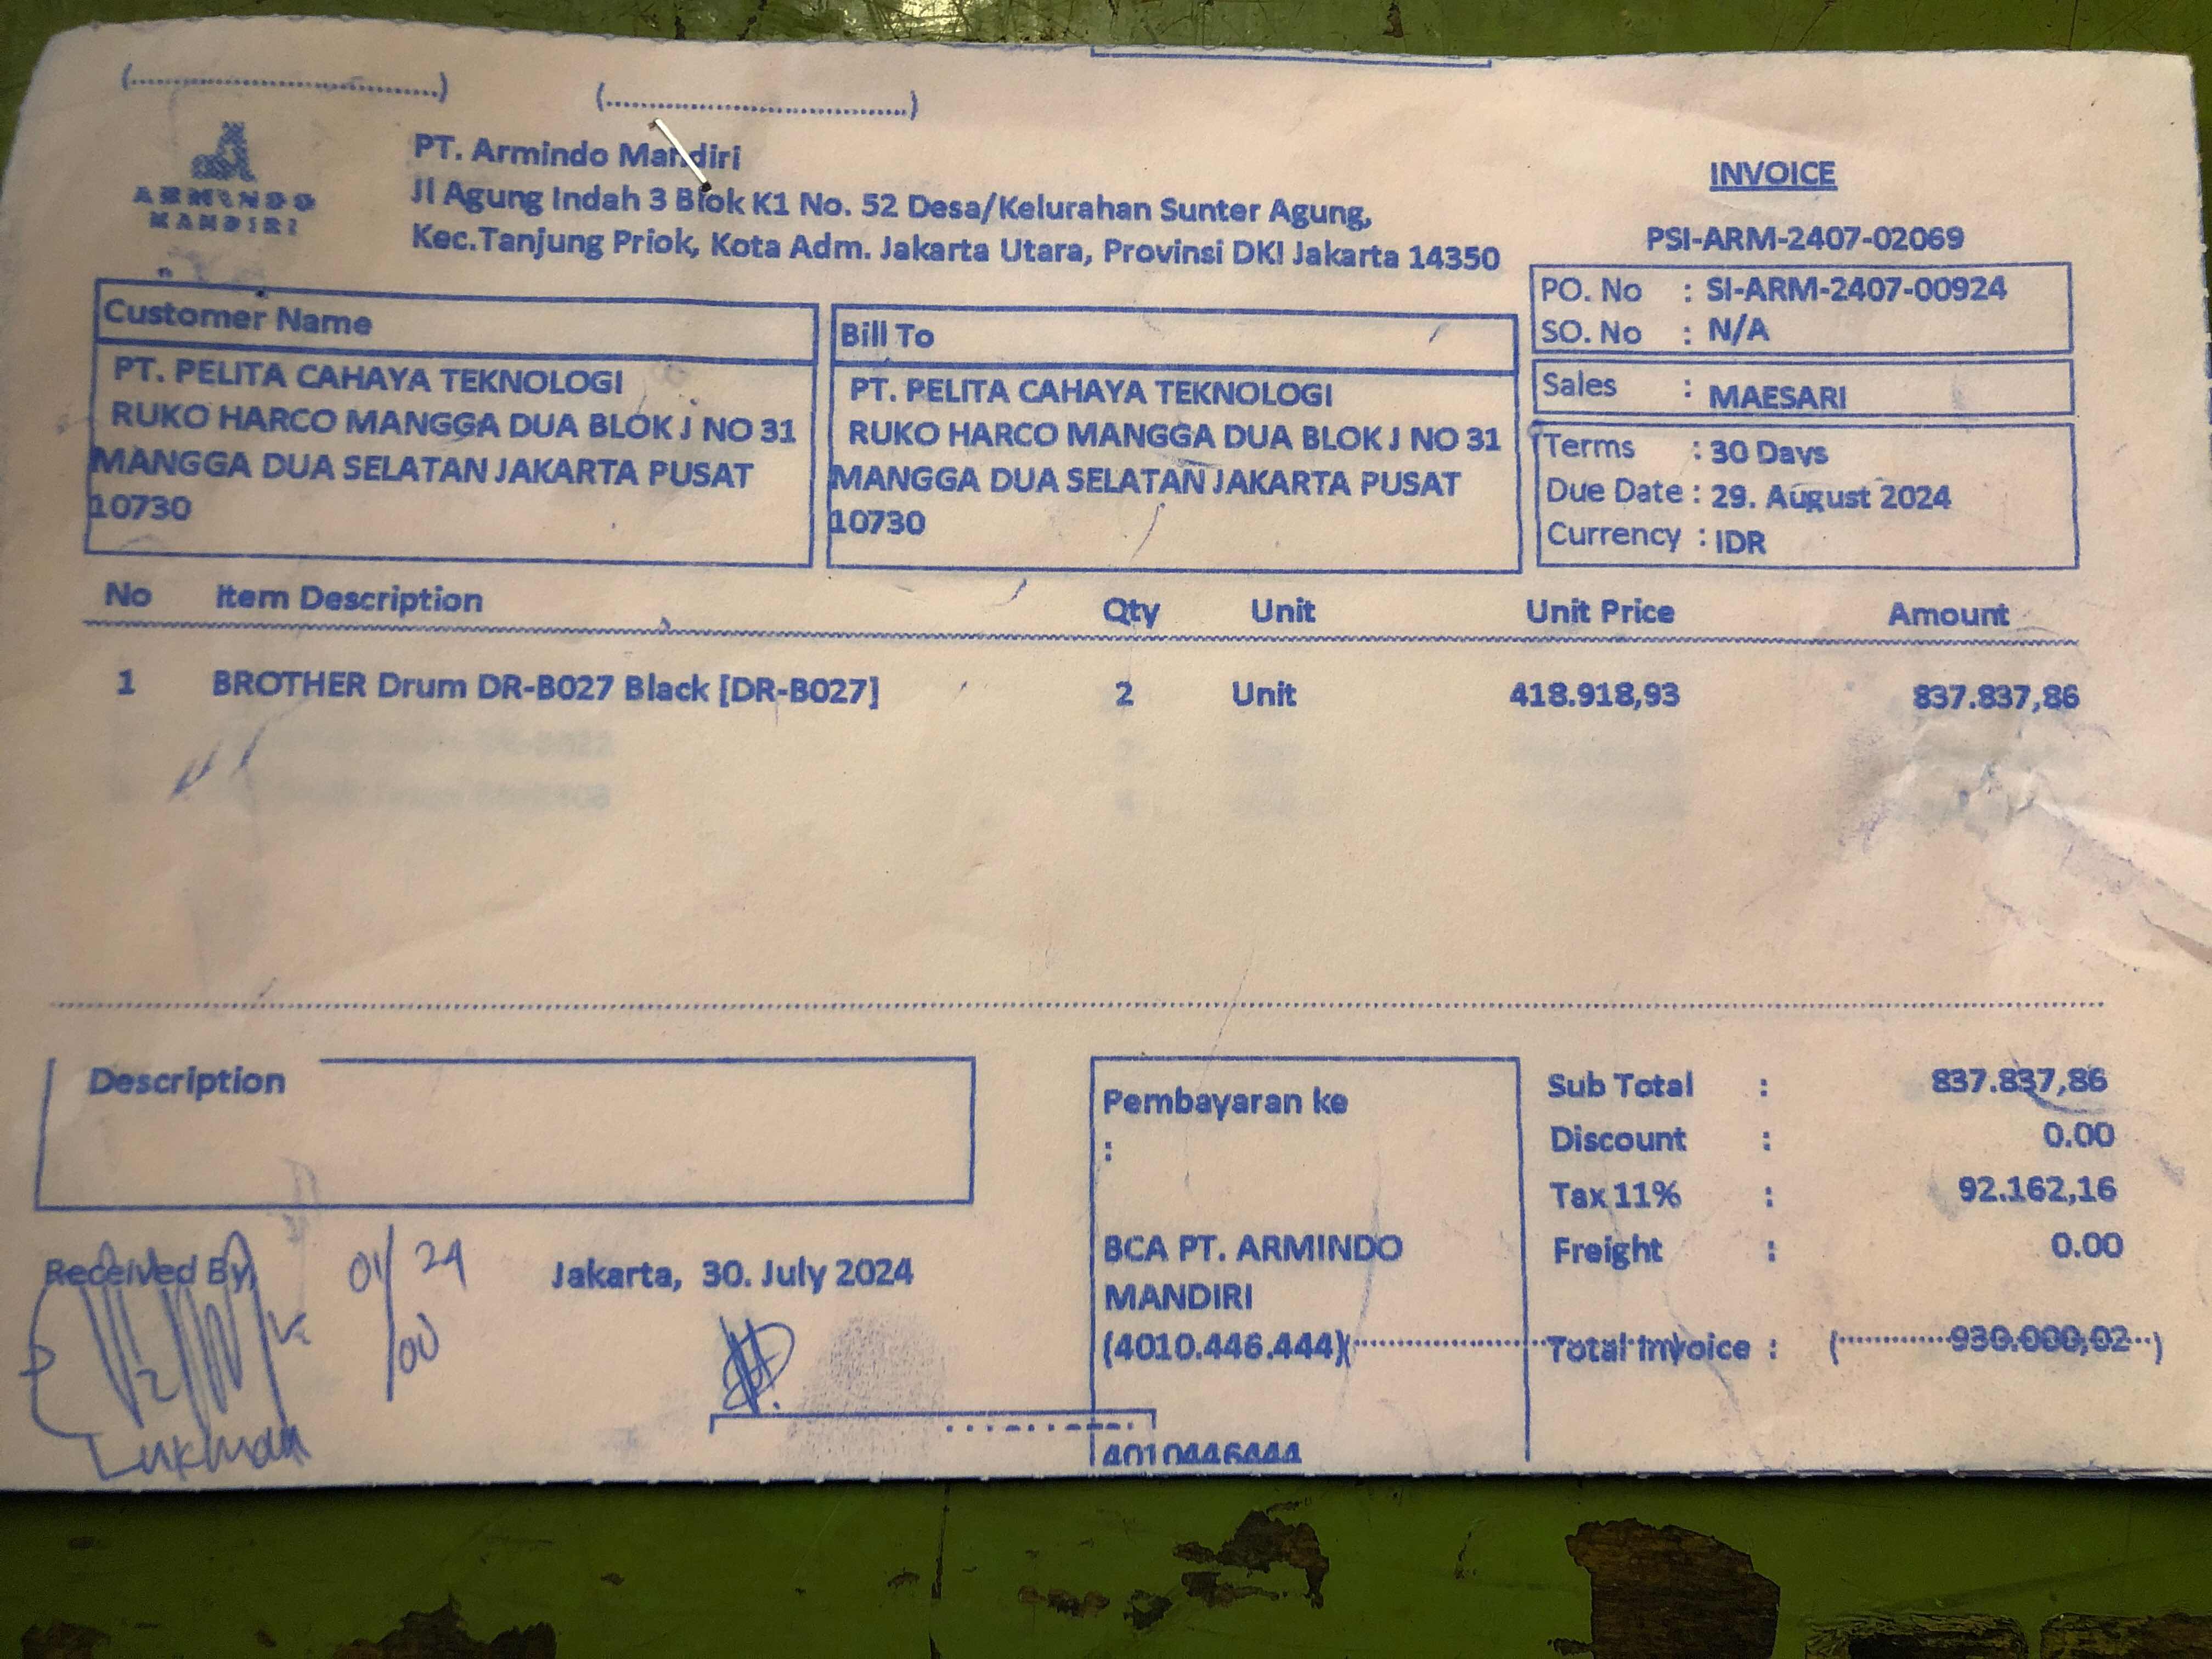 ARMINDO
MANDIRI
PT. Armindo Mandiri
Jl Agung Indah 3 Blok K1 No. 52 Desa/Kelurahan Sunter Agung,
Kec.Tanjung Priok, Kota Adm. Jakarta Utara, Provinsi DKI Jakarta 14350
INVOICE
PSI-ARM-2407-02069
PO. No : SI-ARM-2407-00924
SO. No : N/A
Sales : MAESARI
Terms : 30 Days
Due Date : 29. August 2024
Currency : IDR
Customer Name
PT. PELITA CAHAYA TEKNOLOGI
RUKO HARCO MANGGA DUA BLOK J NO 31
MANGGA DUA SELATAN JAKARTA PUSAT
10730
Bill To
PT. PELITA CAHAYA TEKNOLOGI
RUKO HARCO MANGGA DUA BLOK J NO 31
MANGGA DUA SELATAN JAKARTA PUSAT
10730
No Item Description Qty Unit Unit Price Amount
1 BROTHER Drum DR-B027 Black [DR-B027] 2 Unit 418.918,93 837.837,86
Description
Received By
Lukman
Jakarta, 30. July 2024
Pembayaran ke
:
BCA PT. ARMINDO
MANDIRI
(4010.446.444)
4010446444
Sub Total : 837.837,86
Discount : 0.00
Tax 11% : 92.162,16
Freight : 0.00
Total Invoice : 930.000,02